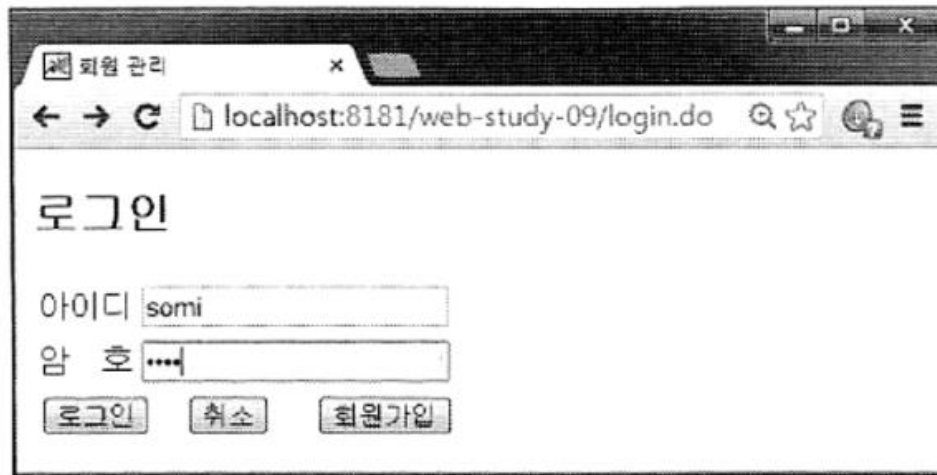 회원 관리
localhost:8181/web-study-09/login.do
로그인
아이디 somi
암 호 ••••
로그인 취소 회원가입